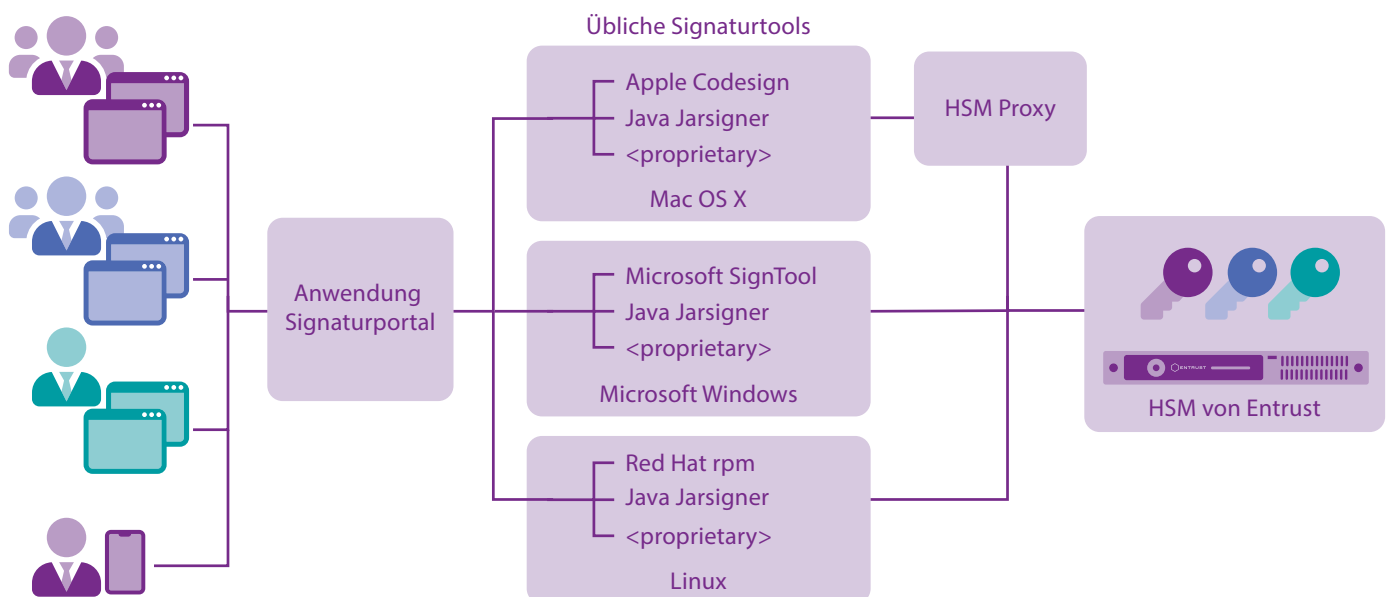 Übliche Signaturtools
Apple Codesign
Java Jarsigner
<proprietary>
Mac OS X
HSM Proxy
Anwendung
Signaturportal
Microsoft SignTool
Java Jarsigner
<proprietary>
Microsoft Windows
ENTRUST
HSM von Entrust
Red Hat rpm
Java Jarsigner
<proprietary>
Linux